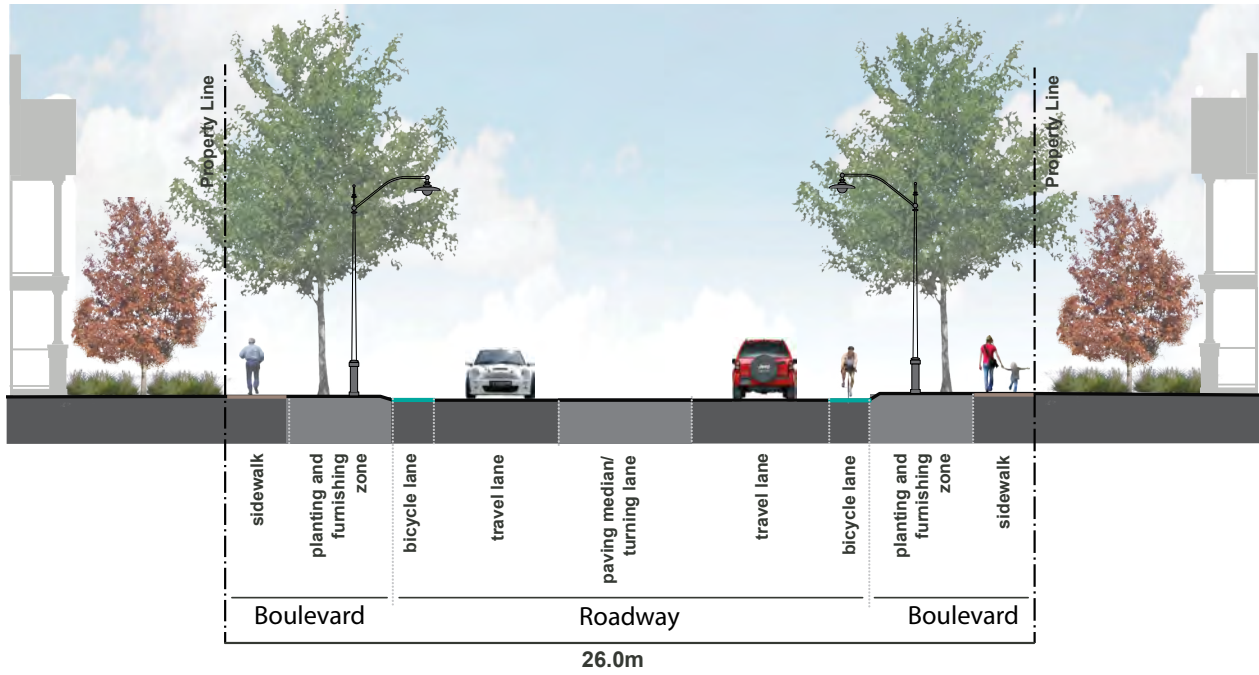 Property Line
Property Line
sidewalk
planting and
furnishing
zone
bicycle lane
travel lane
paving median/
turning lane
travel lane
bicycle lane
planting and
furnishing
zone
sidewalk
Boulevard
Roadway
Boulevard
26.0m